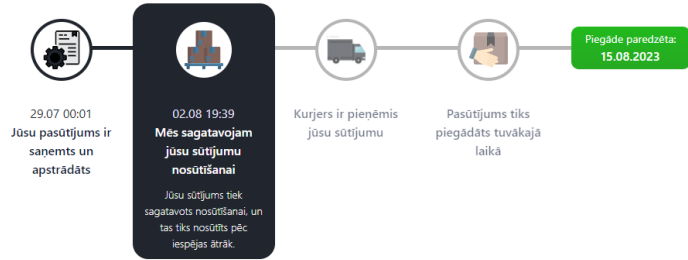 29.07 00:01
Jūsu pasūtījums ir
saņemts un
apstrādāts
02.08 19:39
Mēs sagatavojam
jūsu sūtījumu
nosūtīšanai
Jūsu sūtījums tiek
sagatavots nosūtīšanai, un
tas tiks nosūtīts pēc
iespējas ātrāk.
Kurjers ir pieņēmis
jūsu sūtījumu
Pasūtījums tiks
piegādāts tuvākajā
laikā
Piegāde paredzēta:
15.08.2023